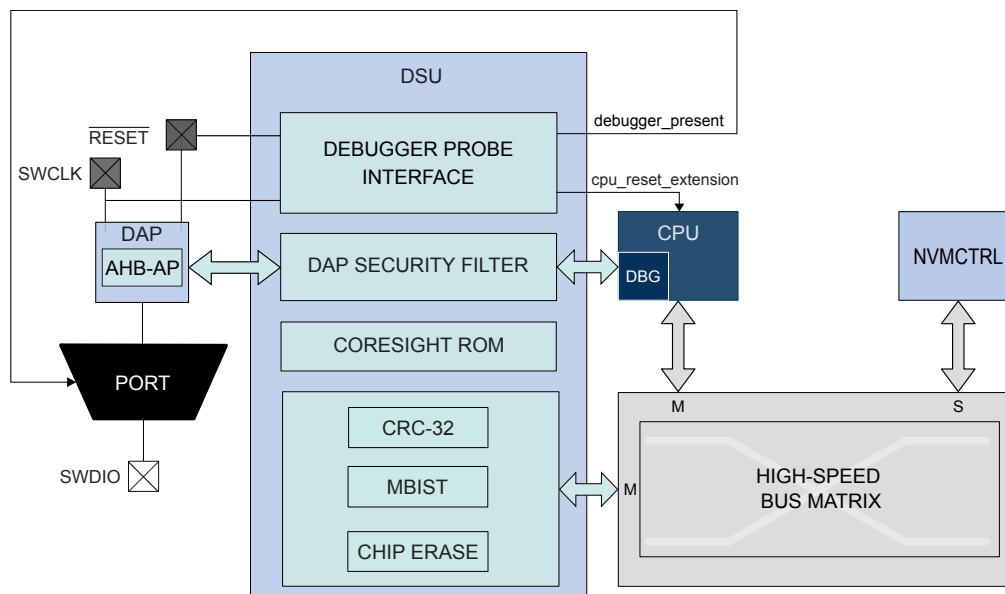 DSU
debugger_present
RESET
DEBUGGER PROBE
INTERFACE
SWCLK
cpu_reset_extension
DAP
CPU
AHB-AP
DAP SECURITY FILTER
DBG
NVMCTRL
CORESIGHT ROM
PORT
M
S
CRC-32
SWDIO
MBIST
M
HIGH-SPEED
BUS MATRIX
CHIP ERASE